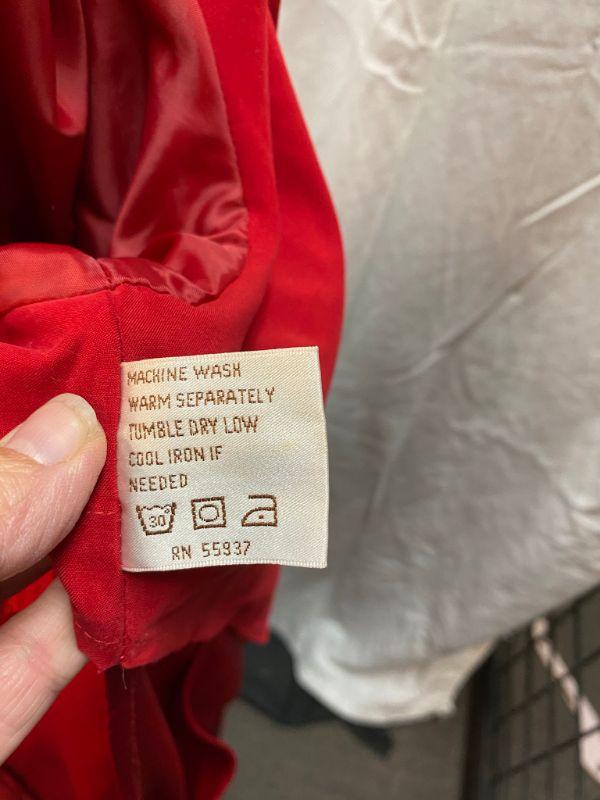 MACHINE WASH
WARM SEPARATELY
TUMBLE DRY LOW
COOL IRON IF
NEEDED
30
RN 55937